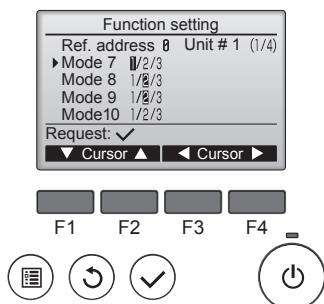 Function setting
Ref. address 0 Unit # 1 (1/4)
Mode 7 1/2/3
Mode 8 1/2/3
Mode 9 1/2/3
Mode10 1/2/3
Request: ✓
▼ Cursor ▲ ◀ Cursor ▶
F1 F2 F3 F4